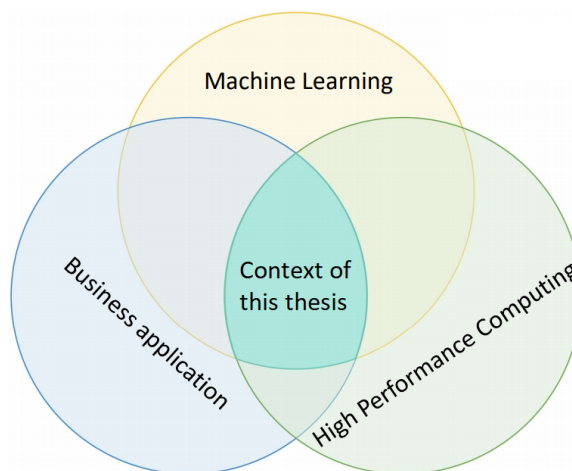 Machine Learning
Business application
Context of
this thesis
High Performance Computing